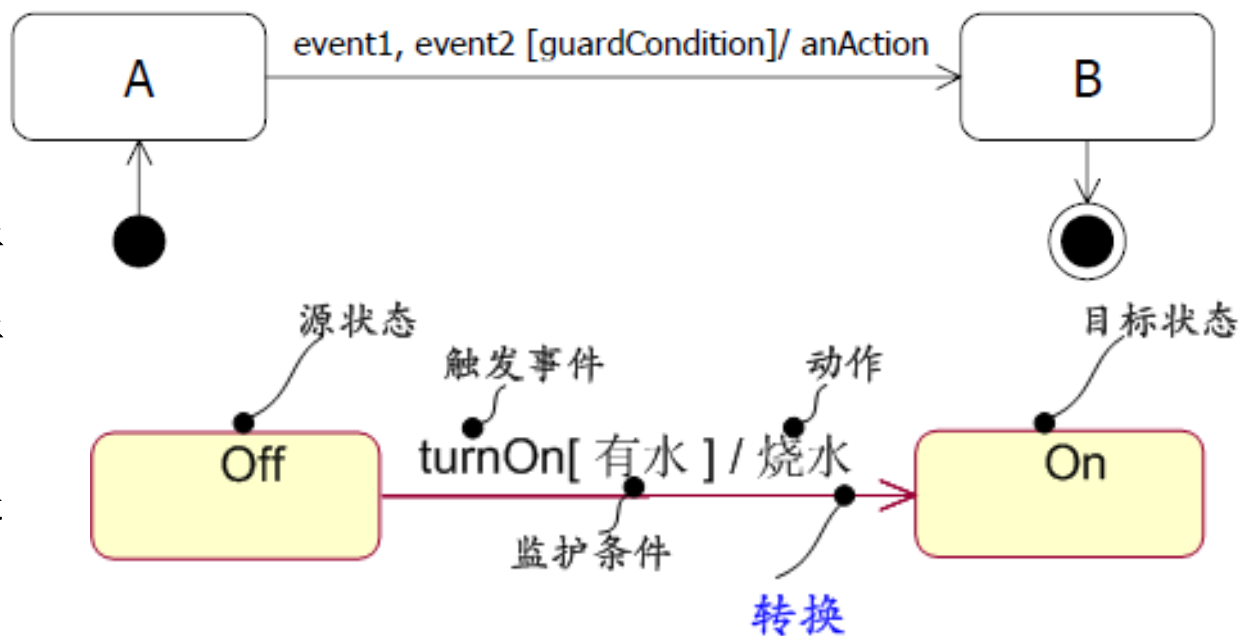 event1, event2 [guardCondition]/ anAction
A
B
源状态
目标状态
触发事件
动作
Off
turnOn[ 有水 ] / 烧水
On
监护条件
转换